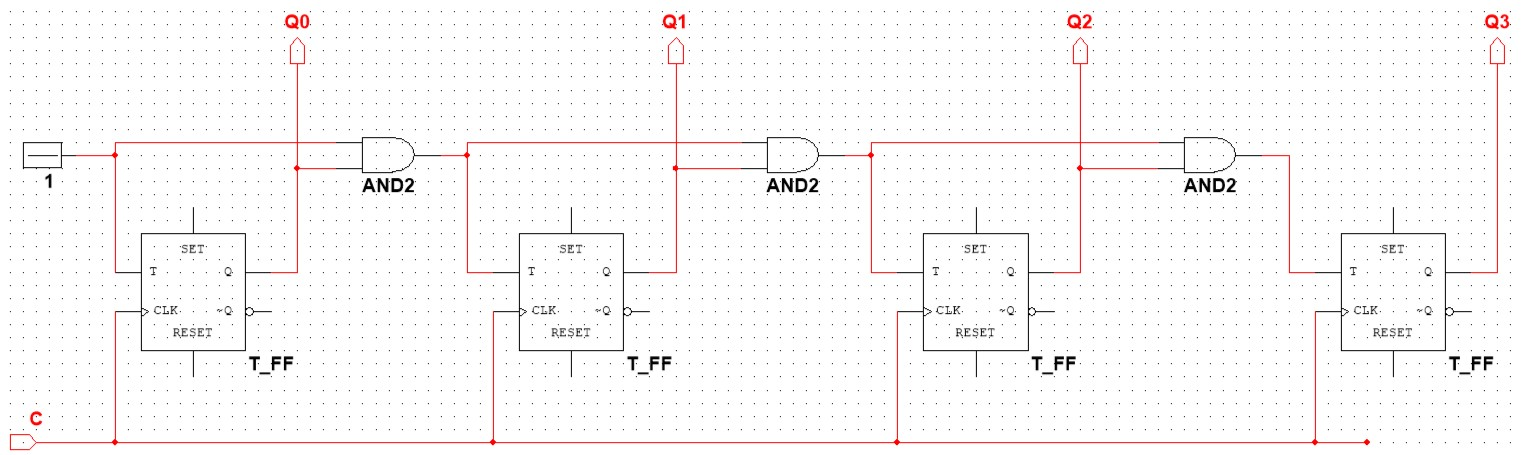 Q0 Q1 Q2 Q3
1 AND2 AND2 AND2
SET SET SET SET
T Q T Q T Q T Q
CLK ~Q CLK ~Q CLK ~Q CLK ~Q
RESET RESET RESET RESET
T_FF T_FF T_FF T_FF
C